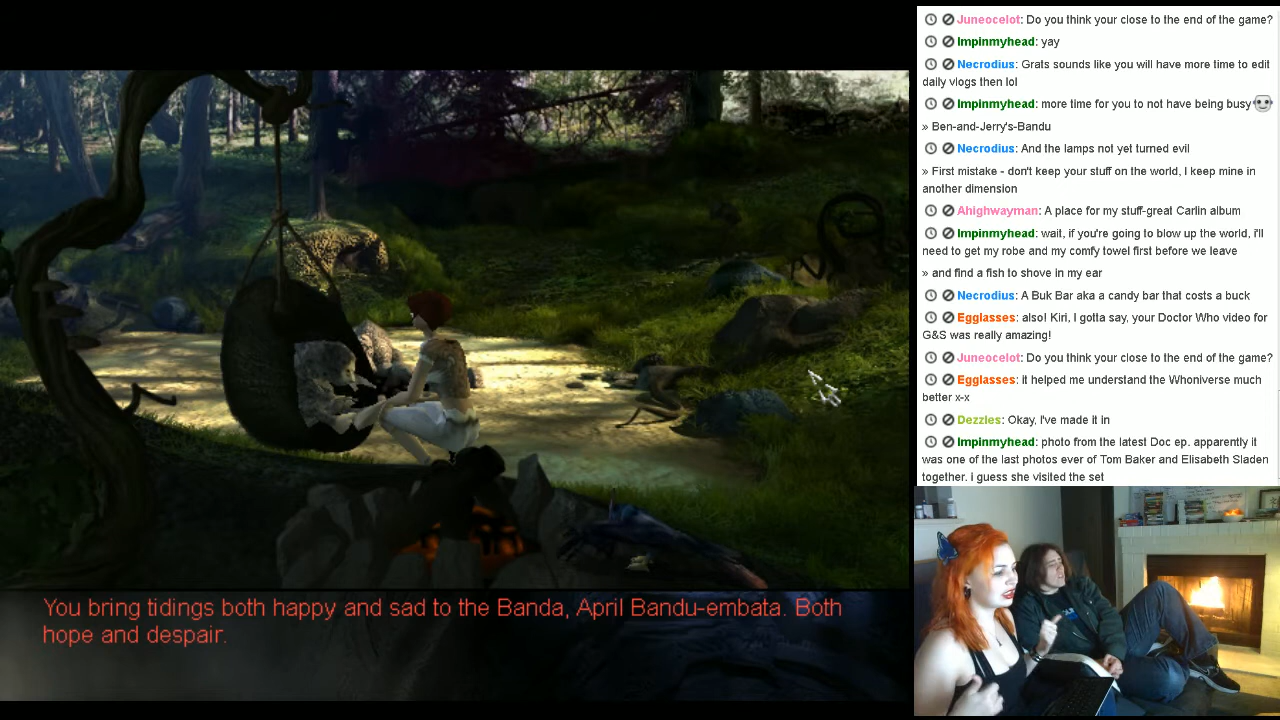 Juneocelot: Do you think your close to the end of the game?
Impinmyhead: yay
Necrodius: Grats sounds like you will have more time to edit
daily vlogs then lol
Impinmyhead: more time for you to not have being busy
» Ben-and-Jerry's-Bandu
Necrodius: And the lamps not yet turned evil
» First mistake - don't keep your stuff on the world, I keep mine in
another dimension
Ahighwayman: A place for my stuff-great Carlin album
Impinmyhead: wait, if you're going to blow up the world, i'll
need to get my robe and my comfy towel first before we leave
» and find a fish to shove in my ear
Necrodius: A Buk Bar aka a candy bar that costs a buck
Egglasses: also! Kiri, I gotta say, your Doctor Who video for
G&S was really amazing!
Juneocelot: Do you think your close to the end of the game?
Egglasses: it helped me understand the Whoniverse much
better x-x
Dezzles: Okay, I've made it in
Impinmyhead: photo from the latest Doc ep. apparently it
was one of the last photos ever of Tom Baker and Elisabeth Sladen
together. i guess she visited the set
You bring tidings both happy and sad to the Banda, April Bandu-embata. Both
hope and despair.